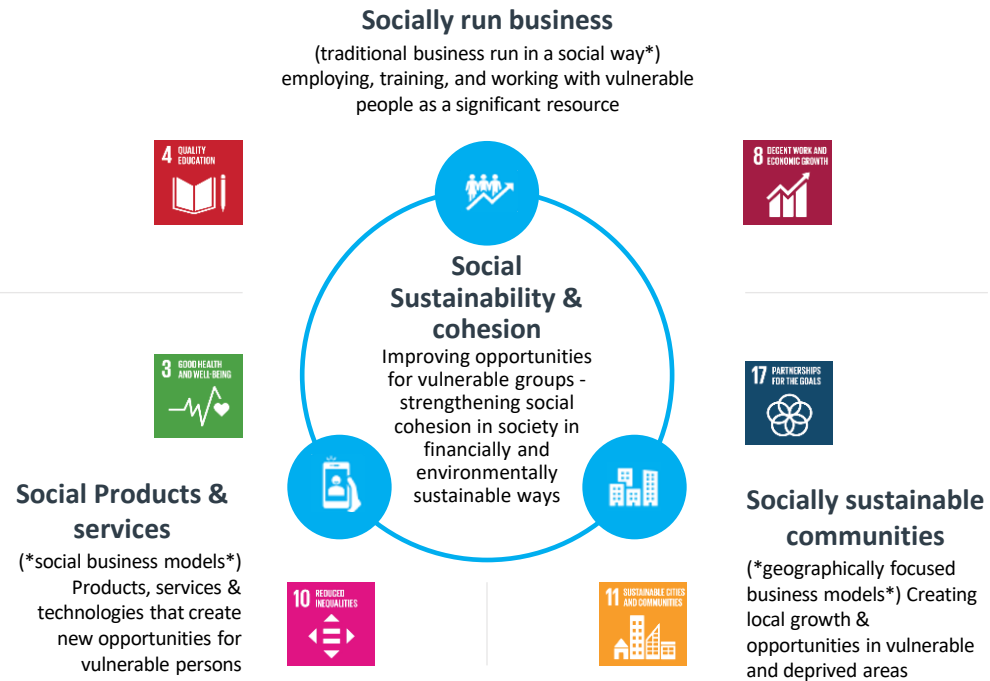 Socially run business
(traditional business run in a social way*)
employing, training, and working with vulnerable
people as a significant resource
4 QUALITY
EDUCATION
8 DECENT WORK AND
ECONOMIC GROWTH
Social
Sustainability &
cohesion
Improving opportunities
for vulnerable groups -
strengthening social
cohesion in society in
financially and
environmentally
sustainable ways
3 GOOD HEALTH
AND WELL-BEING
17 PARTNERSHIPS
FOR THE GOALS
Social Products &
services
(*social business models*)
Products, services &
technologies that create
new opportunities for
vulnerable persons
Socially sustainable
communities
(*geographically focused
business models*) Creating
local growth &
opportunities in vulnerable
and deprived areas
10 REDUCED
INEQUALITIES
11 SUSTAINABLE CITIES
AND COMMUNITIES